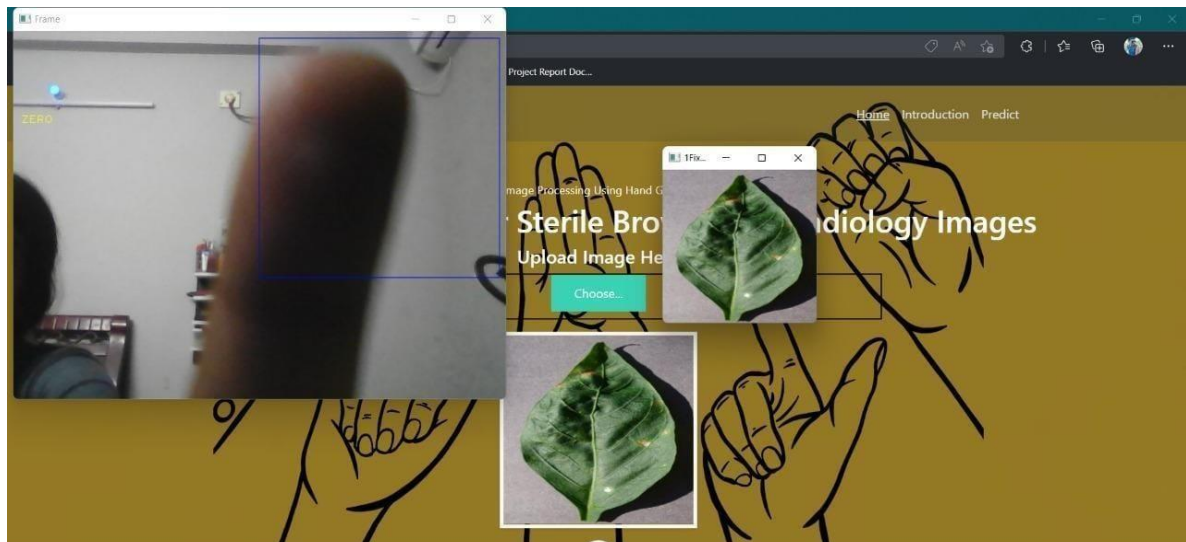 Frame
Project Report Doc...
ZERO
Home Introduction Predict
1Fix...
mage Processing Using Hand G
Sterile Bro
diology Images
Upload Image He
Choose...